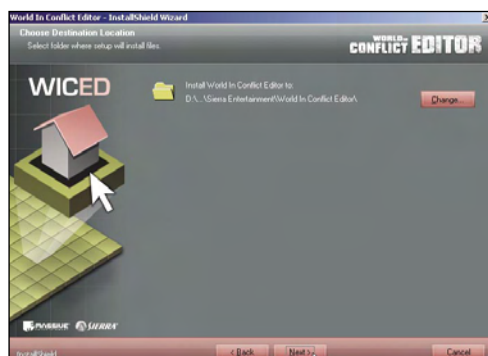 World In Conflict Editor - InstallShield Wizard
Choose Destination Location
Select folder where setup will install files.
WORLD IN CONFLICT EDITOR
WICED
Install World In Conflict Editor to:
D:\...\Sierra Entertainment\World In Conflict Editor\
Change...
MASSIVE SIERRA
InstallShield
< Back
Next >
Cancel